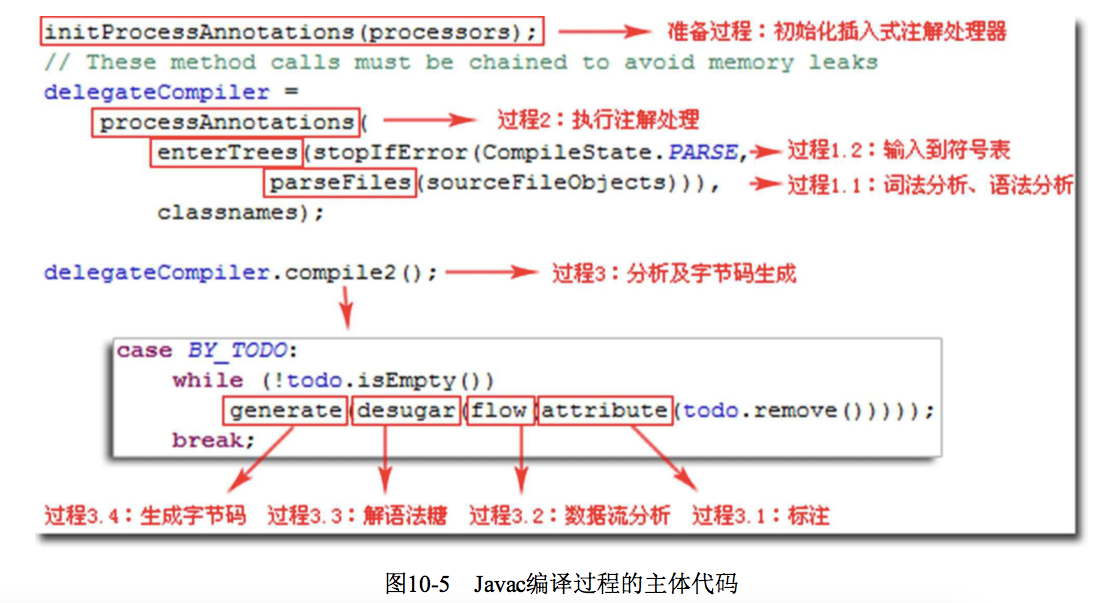 initProcessAnnotations(processors); 准备过程：初始化插入式注解处理器
// These method calls must be chained to avoid memory leaks
delegateCompiler =
processAnnotations( 过程2：执行注解处理
enterTrees(stopIfError(CompileState.PARSE, 过程1.2：输入到符号表
parseFiles(sourceFileObjects))), 过程1.1：词法分析、语法分析
classnames);
delegateCompiler.compile2(); 过程3：分析及字节码生成
case BY_TODO:
while (!todo.isEmpty())
generate(desugar(flow(attribute(todo.remove()))));
break;
过程3.4：生成字节码 过程3.3：解语法糖 过程3.2：数据流分析 过程3.1：标注
图10-5 Javac编译过程的主体代码